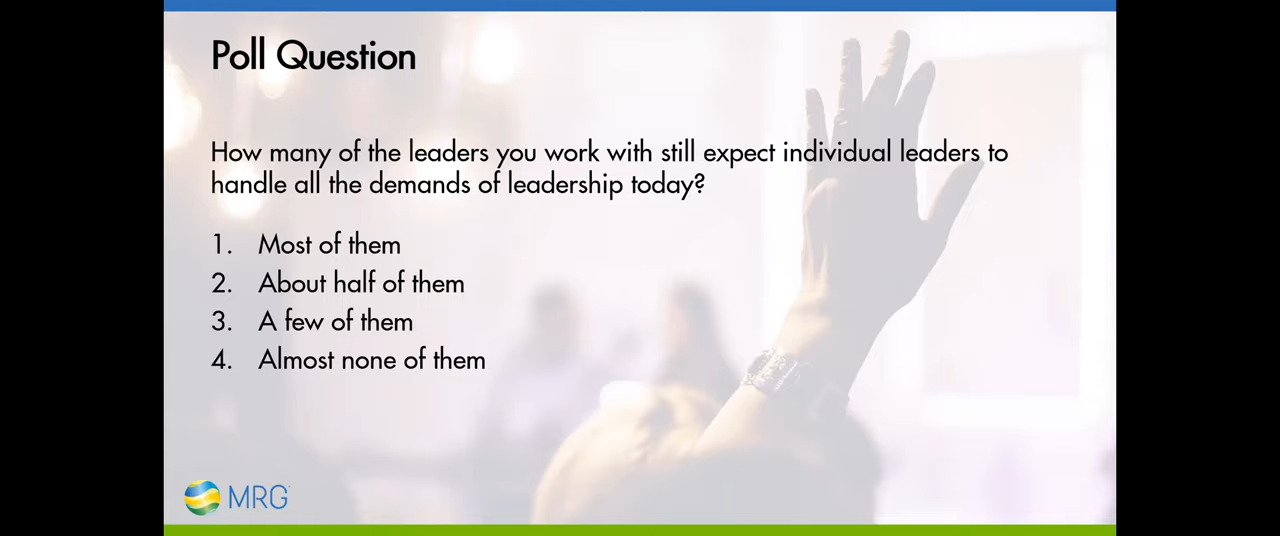 Poll Question
How many of the leaders you work with still expect individual leaders to
handle all the demands of leadership today?
1. Most of them
2. About half of them
3. A few of them
4. Almost none of them
MRG